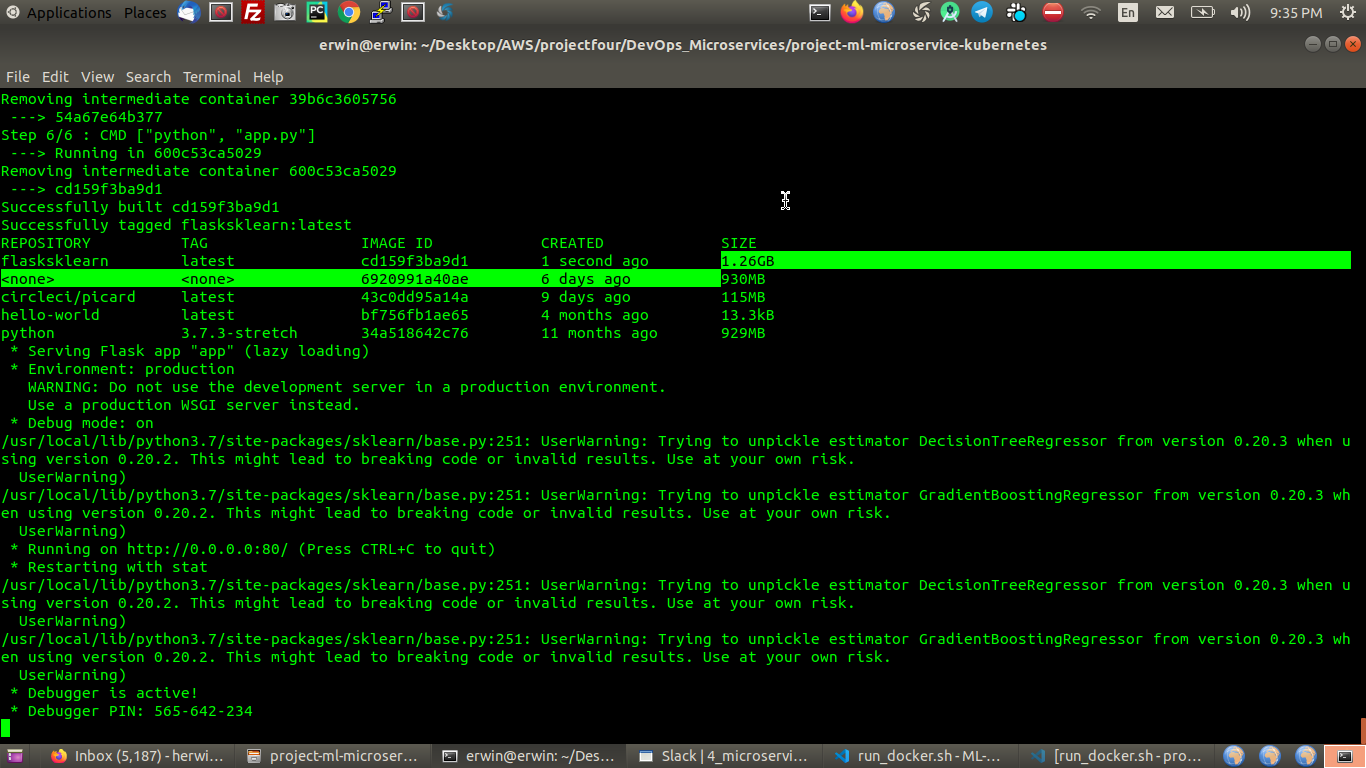 Applications Places En 9:35 PM
erwin@erwin: ~/Desktop/AWS/projectfour/DevOps_Microservices/project-ml-microservice-kubernetes
File Edit View Search Terminal Help
Removing intermediate container 39b6c3605756
 ---> 54a67e64b377
Step 6/6 : CMD ["python", "app.py"]
 ---> Running in 600c53ca5029
Removing intermediate container 600c53ca5029
 ---> cd159f3ba9d1
Successfully built cd159f3ba9d1
Successfully tagged flasksklearn:latest
REPOSITORY          TAG                 IMAGE ID            CREATED             SIZE
flasksklearn        latest              cd159f3ba9d1        1 second ago        1.26GB
<none>              <none>              6920991a40ae        6 days ago          930MB
circleci/picard     latest              43c0dd95a14a        9 days ago          115MB
hello-world         latest              bf756fb1ae65        4 months ago        13.3kB
python              3.7.3-stretch       34a518642c76        11 months ago       929MB
 * Serving Flask app "app" (lazy loading)
 * Environment: production
   WARNING: Do not use the development server in a production environment.
   Use a production WSGI server instead.
 * Debug mode: on
/usr/local/lib/python3.7/site-packages/sklearn/base.py:251: UserWarning: Trying to unpickle estimator DecisionTreeRegressor from version 0.20.3 when u
sing version 0.20.2. This might lead to breaking code or invalid results. Use at your own risk.
  UserWarning)
/usr/local/lib/python3.7/site-packages/sklearn/base.py:251: UserWarning: Trying to unpickle estimator GradientBoostingRegressor from version 0.20.3 wh
en using version 0.20.2. This might lead to breaking code or invalid results. Use at your own risk.
  UserWarning)
 * Running on http://0.0.0.0:80/ (Press CTRL+C to quit)
 * Restarting with stat
/usr/local/lib/python3.7/site-packages/sklearn/base.py:251: UserWarning: Trying to unpickle estimator DecisionTreeRegressor from version 0.20.3 when u
sing version 0.20.2. This might lead to breaking code or invalid results. Use at your own risk.
  UserWarning)
/usr/local/lib/python3.7/site-packages/sklearn/base.py:251: UserWarning: Trying to unpickle estimator GradientBoostingRegressor from version 0.20.3 wh
en using version 0.20.2. This might lead to breaking code or invalid results. Use at your own risk.
  UserWarning)
 * Debugger is active!
 * Debugger PIN: 565-642-234
Inbox (5,187) - herwi... project-ml-microser... erwin@erwin: ~/Des... Slack | 4_microservi... run_docker.sh - ML-... [run_docker.sh - pro...